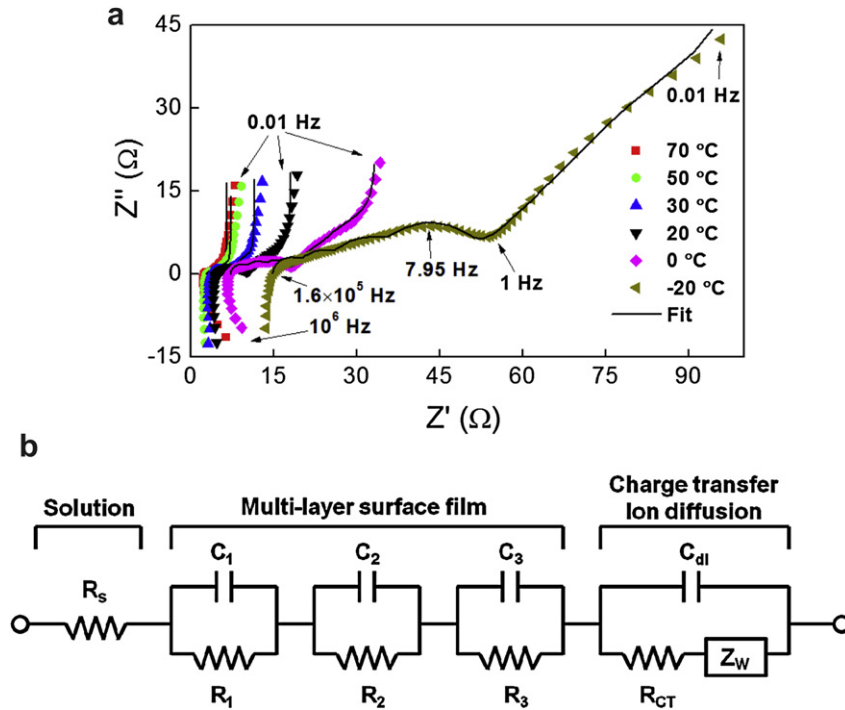 a
45
30
15
0
-15
Z'' (Ω)
0.01 Hz
0.01 Hz
70 °C
50 °C
30 °C
20 °C
0 °C
-20 °C
Fit
7.95 Hz
1 Hz
1.6×10⁵ Hz
10⁶ Hz
0 15 30 45 60 75 90
Z' (Ω)
b
Solution
Multi-layer surface film
Charge transfer
Ion diffusion
C₁ C₂ C₃ C_dl
R_s
Z_W
R₁ R₂ R₃ R_CT